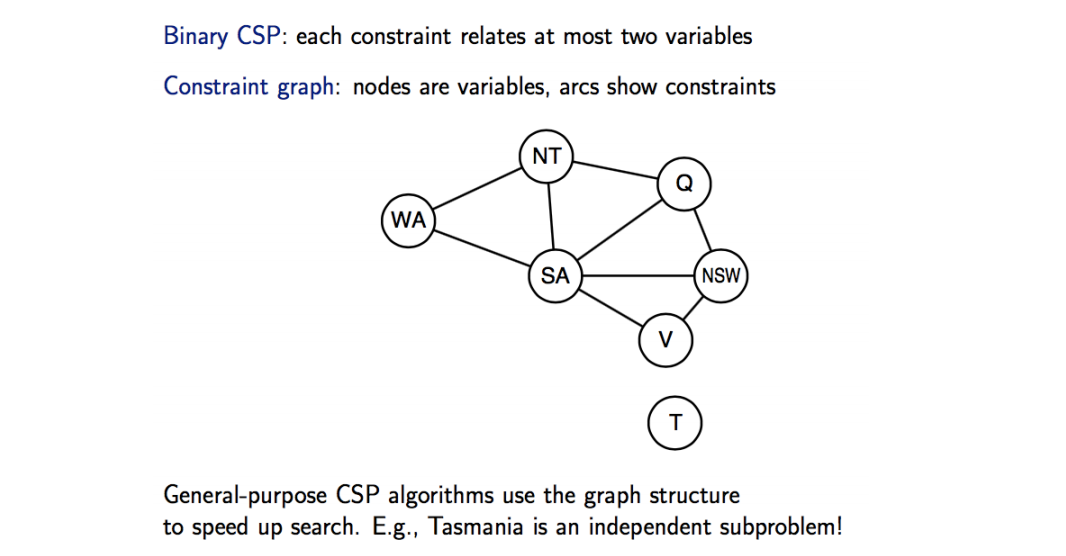 Binary CSP: each constraint relates at most two variables
Constraint graph: nodes are variables, arcs show constraints
NT
Q
WA
SA
NSW
V
T
General-purpose CSP algorithms use the graph structure
to speed up search. E.g., Tasmania is an independent subproblem!